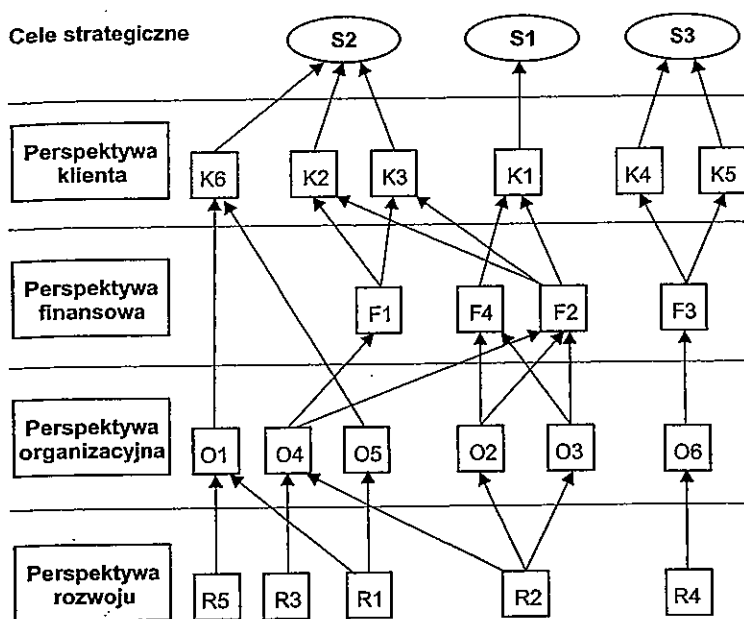 Cele strategiczne
S2 S1 S3
Perspektywa
klienta
K6 K2 K3 K1 K4 K5
Perspektywa
finansowa
F1 F4 F2 F3
Perspektywa
organizacyjna
O1 O4 O5 O2 O3 O6
Perspektywa
rozwoju
R5 R3 R1 R2 R4